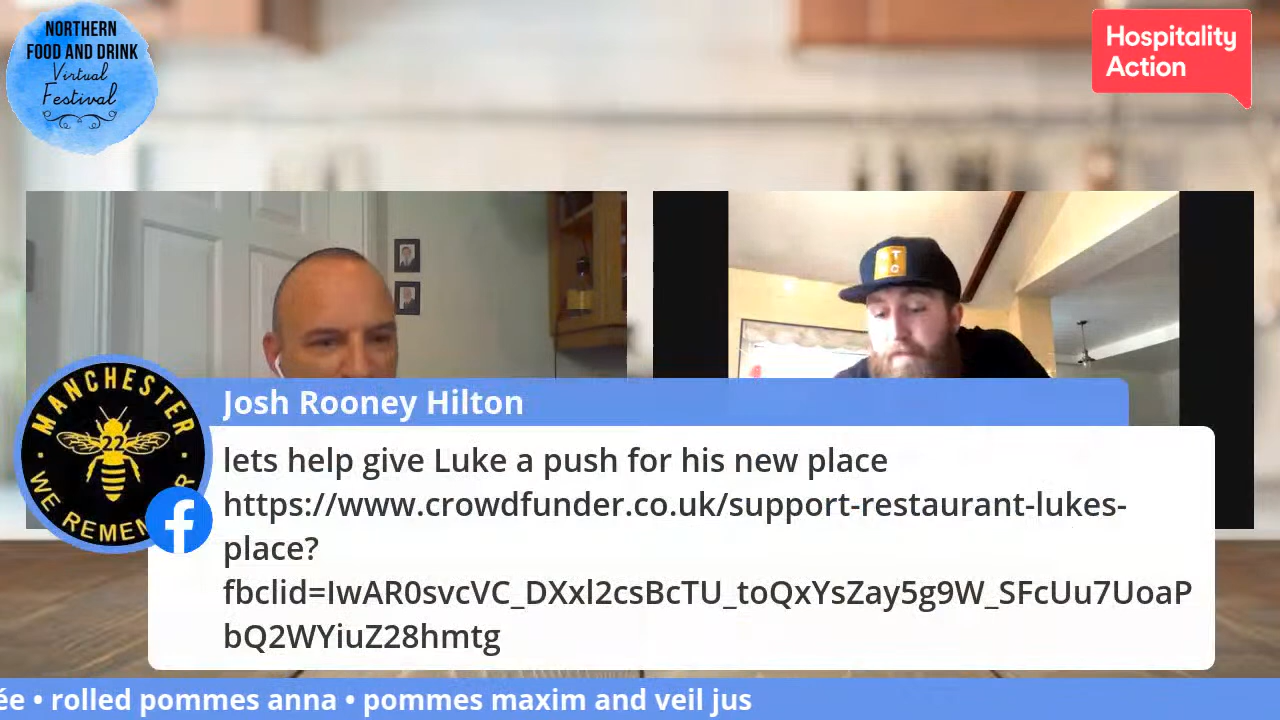 NORTHERN
FOOD AND DRINK
Virtual
Festival
Hospitality
Action
MANCHESTER
22
WE REMEM R
Josh Rooney Hilton
lets help give Luke a push for his new place
https://www.crowdfunder.co.uk/support-restaurant-lukes-
place?
fbclid=IwAR0svcVC_DXxl2csBcTU_toQxYsZay5g9W_SFcUu7UoaP
bQ2WYiuZ28hmtg
ée • rolled pommes anna • pommes maxim and veil jus